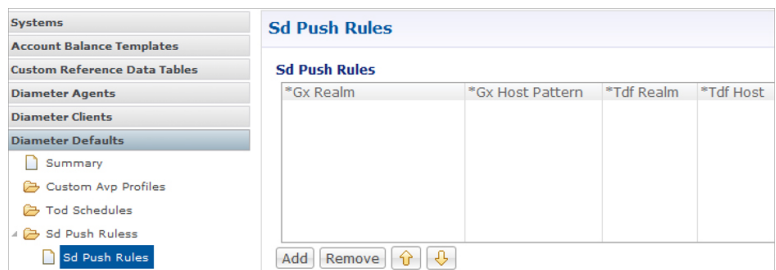 Systems
Account Balance Templates
Custom Reference Data Tables
Diameter Agents
Diameter Clients
Diameter Defaults
Summary
Custom Avp Profiles
Tod Schedules
Sd Push Ruless
Sd Push Rules
Sd Push Rules
Sd Push Rules
*Gx Realm *Gx Host Pattern *Tdf Realm *Tdf Host
Add Remove